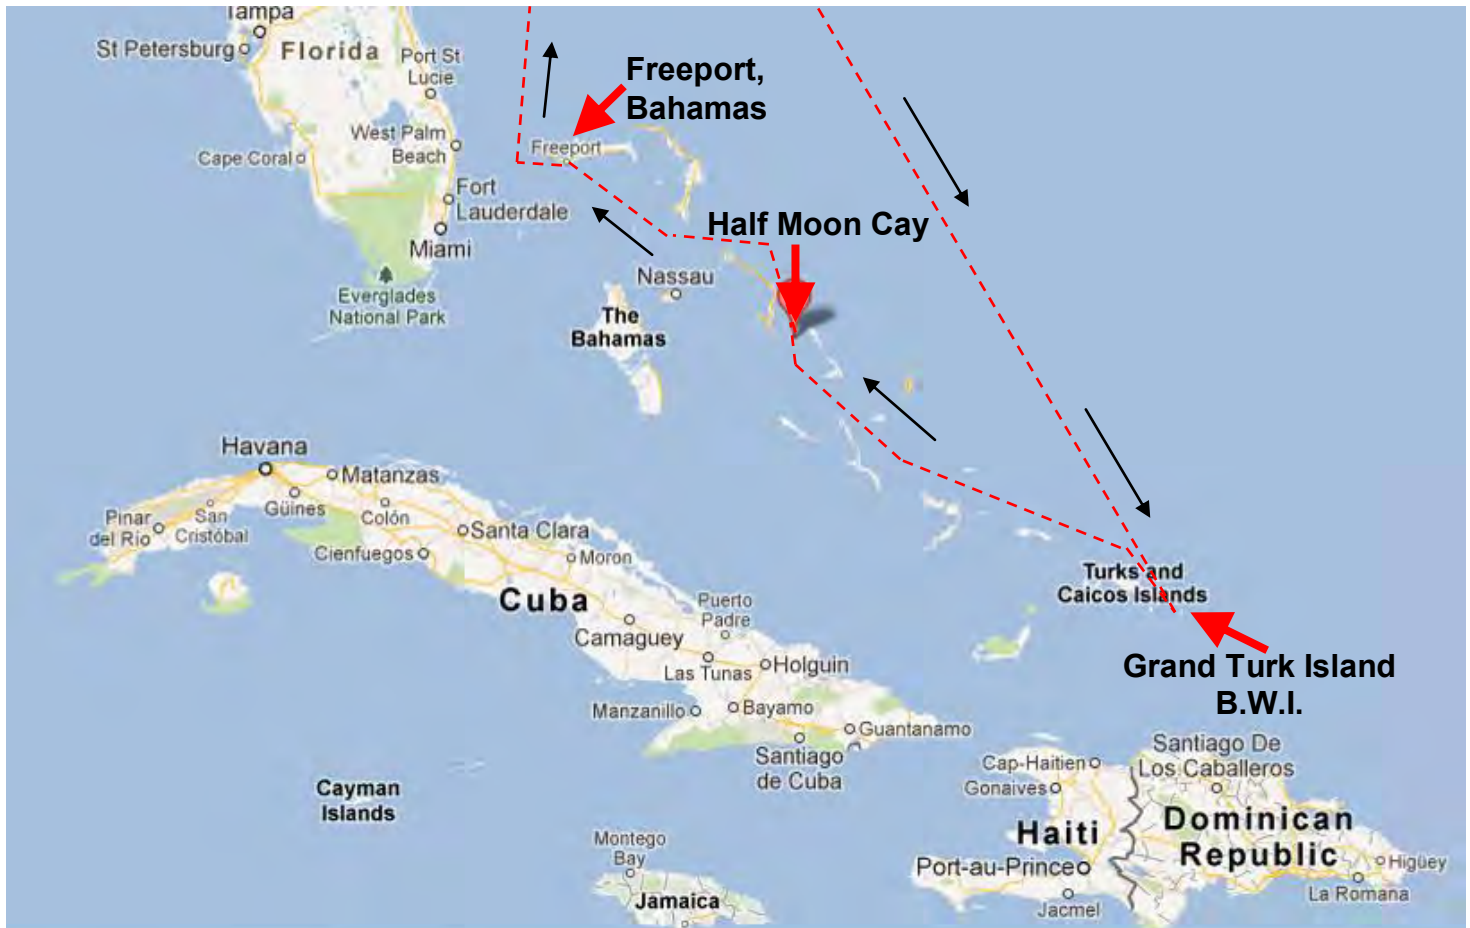 Tampa
St Petersburg
Florida
Port St
Lucie
Freeport,
Bahamas
West Palm
Beach
Cape Coral
Freeport
Fort
Lauderdale
Miami
Half Moon Cay
Everglades
National Park
Nassau
The
Bahamas
Havana
Matanzas
Güines
Colón
Pinar
del Rio
San
Cristóbal
Cienfuegos
Santa Clara
Moron
Cuba
Camaguey
Puerto
Padre
Las Tunas
Holguin
Manzanillo
Bayamo
Guantanamo
Santiago
de Cuba
Turks and
Caicos Islands
Grand Turk Island
B.W.I.
Cayman
Islands
Montego
Bay
Jamaica
Cap-Haitien
Gonaives
Haiti
Port-au-Prince
Jacmel
Santiago De
Los Caballeros
Dominican
Republic
Higüey
La Romana